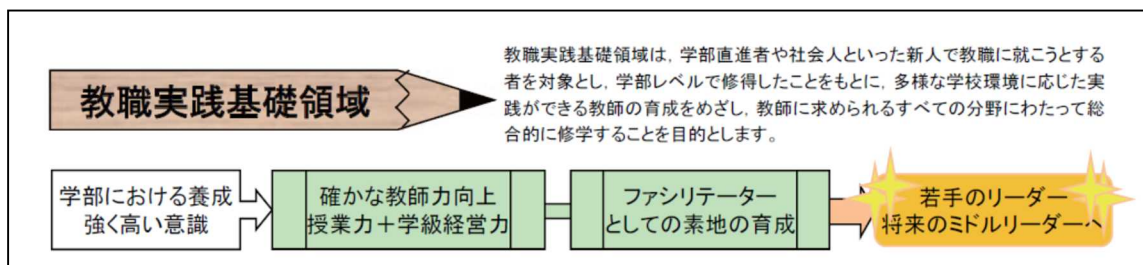 教職実践基礎領域
教職実践基礎領域は，学部直進者や社会人といった新人で教職に就こうとする
者を対象とし，学部レベルで修得したことをもとに，多様な学校環境に応じた実
践ができる教師の育成をめざし，教師に求められるすべての分野にわたって総
合的に修学することを目的とします。
学部における養成
強く高い意識
確かな教師力向上
授業力＋学級経営力
ファシリテーター
としての素地の育成
若手のリーダー
将来のミドルリーダーへ